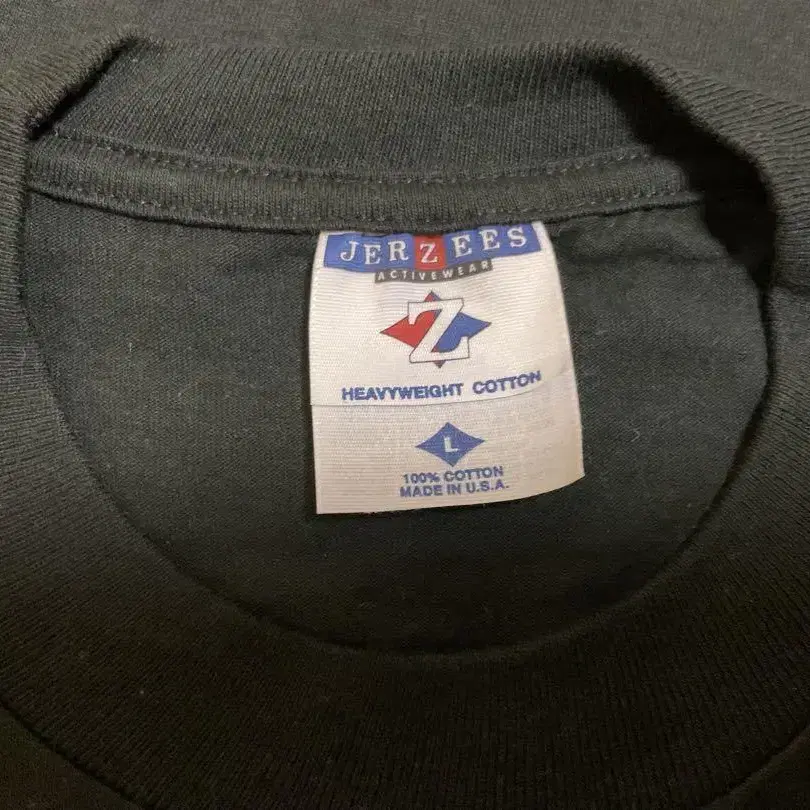 JERZEES
ACTIVEWEAR
Z
HEAVYWEIGHT COTTON
L
100% COTTON
MADE IN U.S.A.